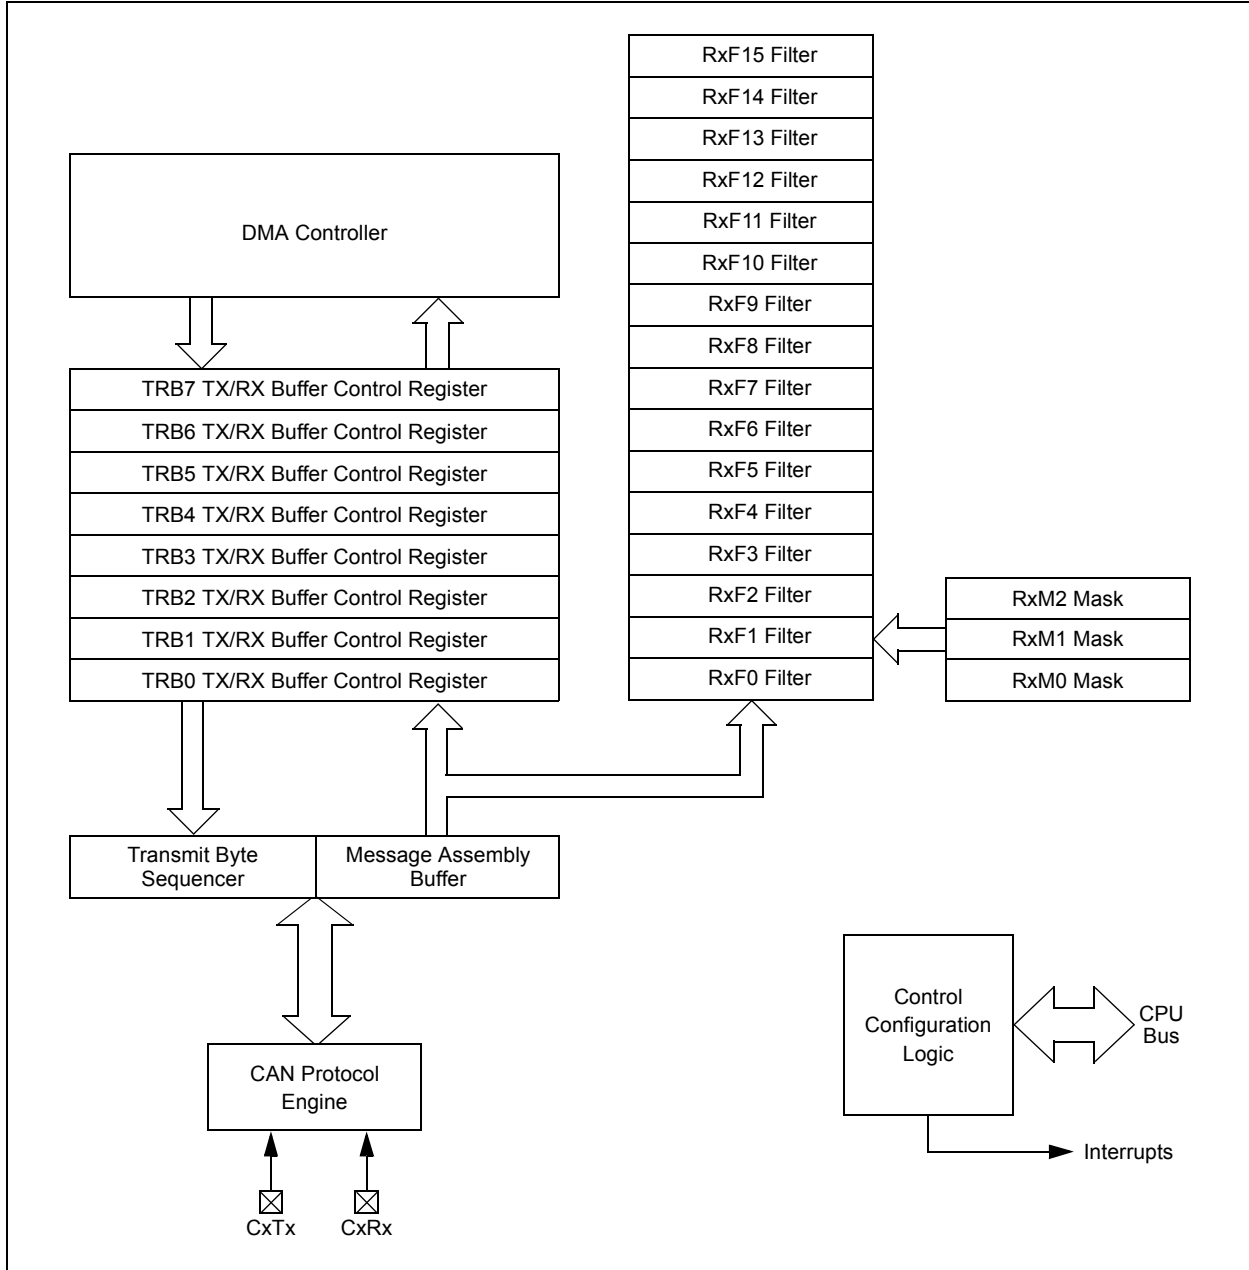 RxF15 Filter
RxF14 Filter
RxF13 Filter
RxF12 Filter
RxF11 Filter
RxF10 Filter
RxF9 Filter
RxF8 Filter
RxF7 Filter
RxF6 Filter
RxF5 Filter
RxF4 Filter
RxF3 Filter
RxF2 Filter
RxF1 Filter
RxF0 Filter
DMA Controller
TRB7 TX/RX Buffer Control Register
TRB6 TX/RX Buffer Control Register
TRB5 TX/RX Buffer Control Register
TRB4 TX/RX Buffer Control Register
TRB3 TX/RX Buffer Control Register
TRB2 TX/RX Buffer Control Register
TRB1 TX/RX Buffer Control Register
TRB0 TX/RX Buffer Control Register
RxM2 Mask
RxM1 Mask
RxM0 Mask
Transmit Byte
Sequencer
Message Assembly
Buffer
CAN Protocol
Engine
CxTx
CxRx
Control
Configuration
Logic
CPU
Bus
Interrupts